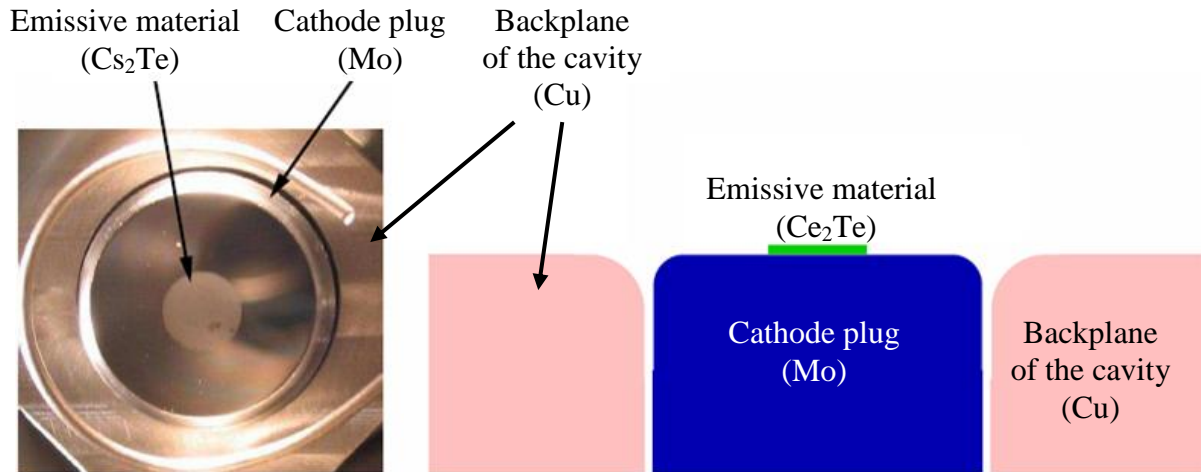 Emissive material
(Cs₂Te)
Cathode plug
(Mo)
Backplane
of the cavity
(Cu)
Emissive material
(Ce₂Te)
Cathode plug
(Mo)
Backplane
of the cavity
(Cu)